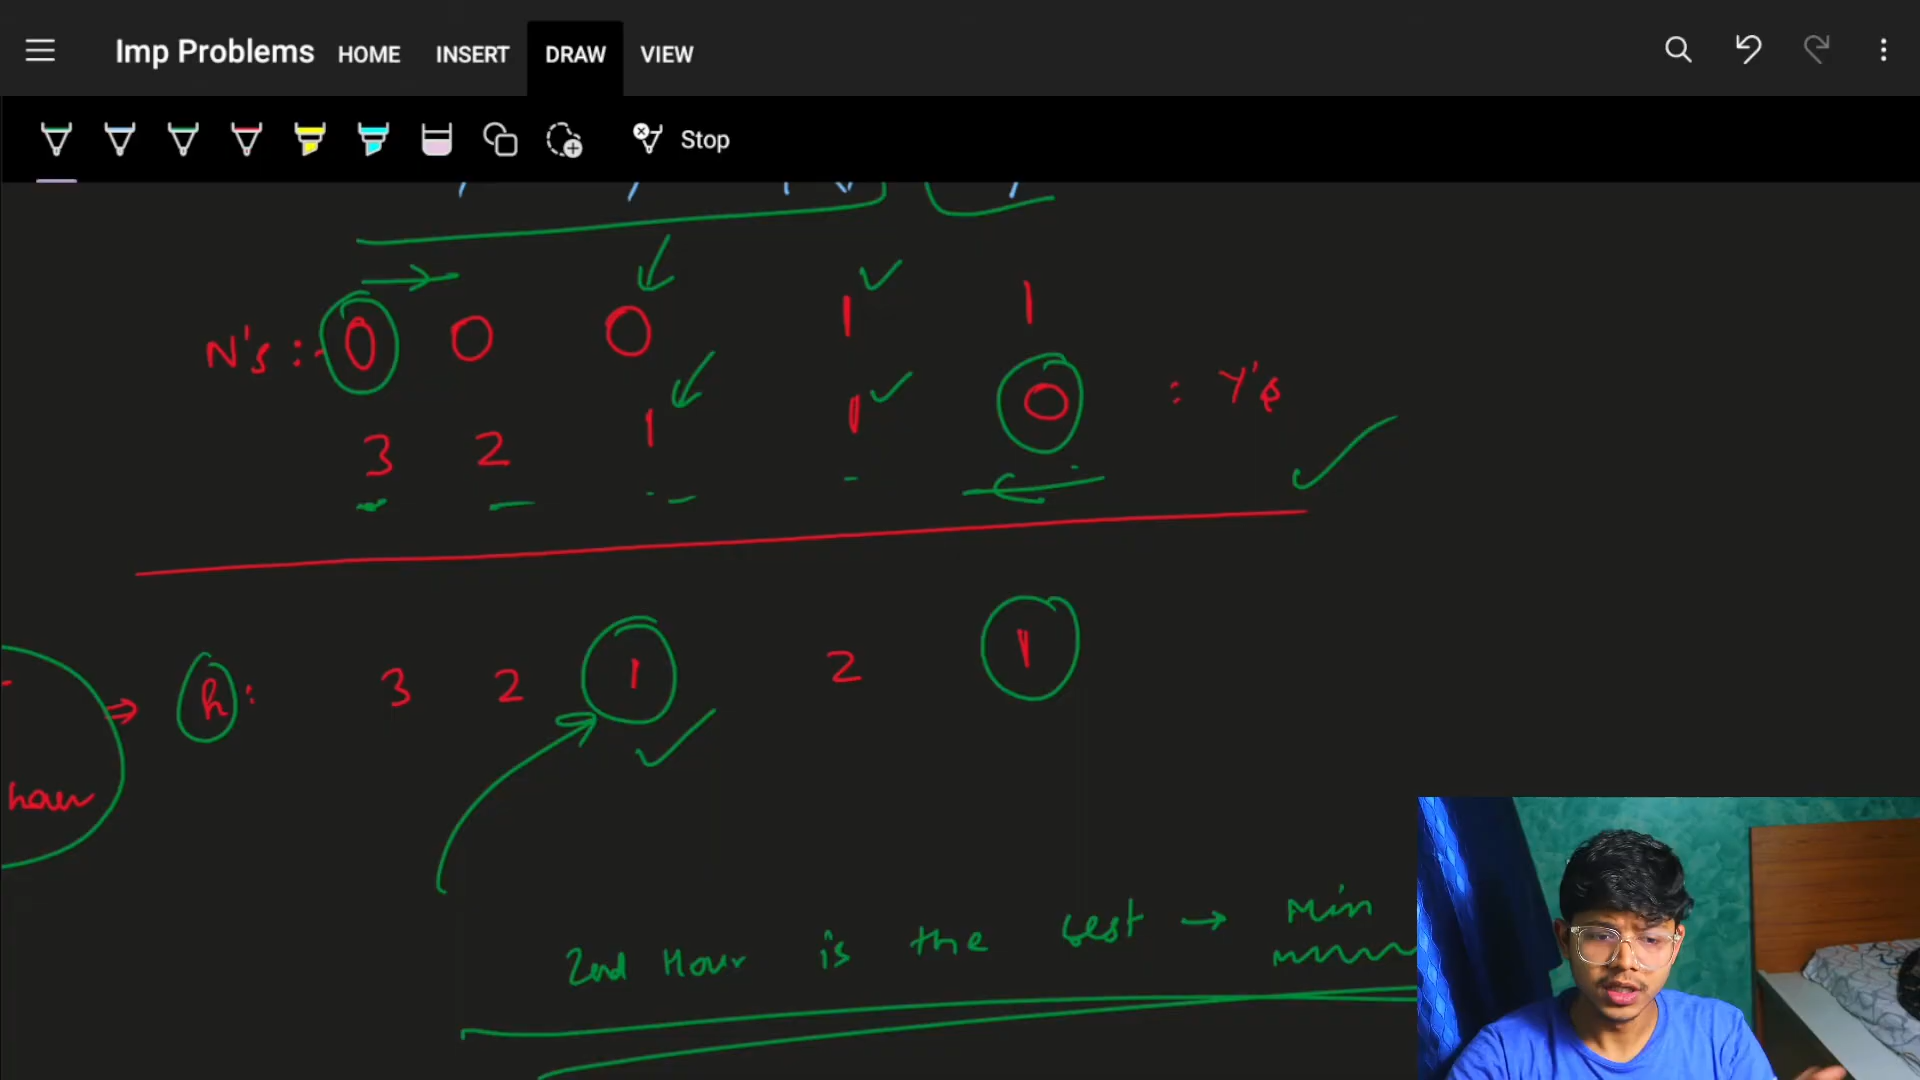 Imp Problems HOME INSERT DRAW VIEW
Stop
N's : 0 0 0 1 1
3 2 1 1 0 : Y's
h : 3 2 1 2 1
hour
2nd Hour is the best → Min